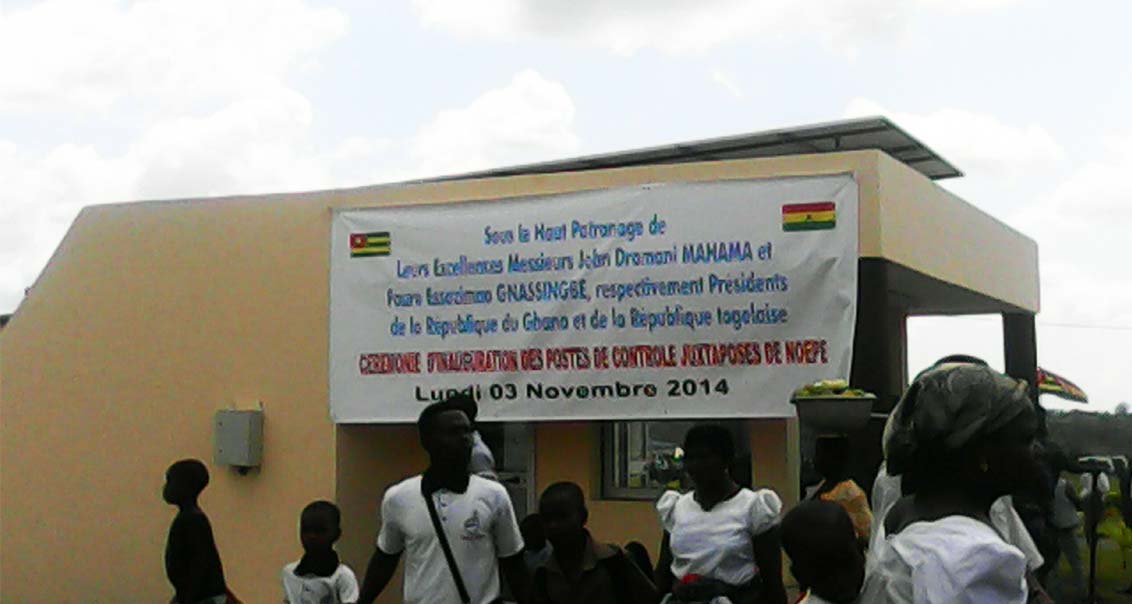 Sous le Haut Patronage de
Leurs Excellences Messieurs John Dramani MAHAMA et
Faure Essozimna GNASSINGBE, respectivement Présidents
de la République du Ghana et de la République togolaise
CEREMONIE D'INAUGURATION DES POSTES DE CONTROLE JUXTAPOSES DE NOEPE
Lundi 03 Novembre 2014